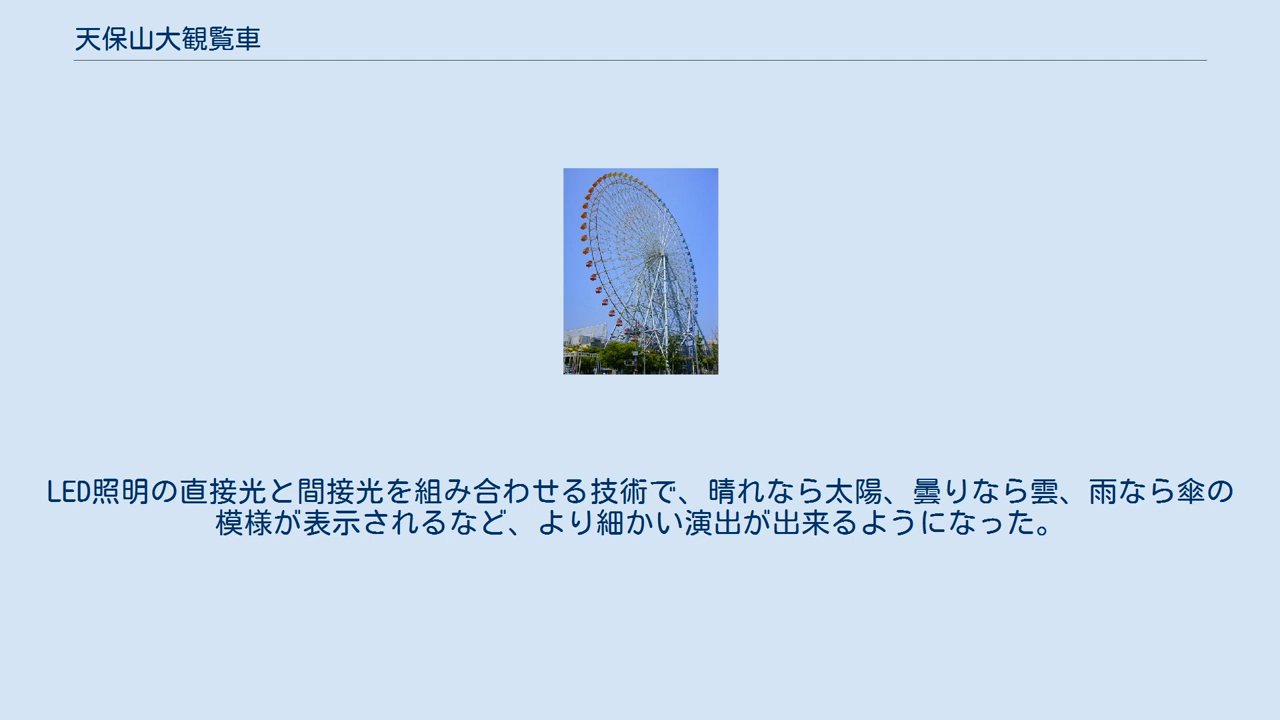 天保山大観覧車
LED照明の直接光と間接光を組み合わせる技術で、晴れなら太陽、曇りなら雲、雨なら傘の
模様が表示されるなど、より細かい演出が出来るようになった。